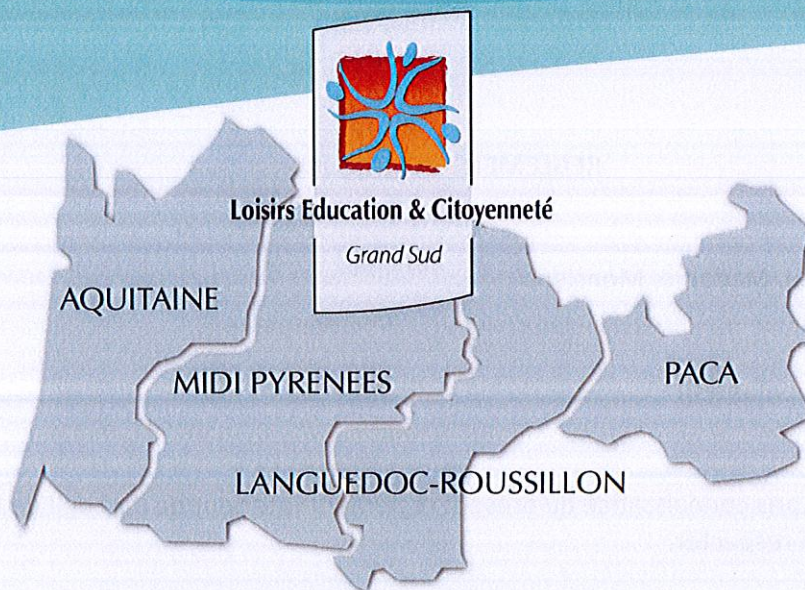 Loisirs Education & Citoyenneté
Grand Sud
AQUITAINE
MIDI PYRENEES
PACA
LANGUEDOC-ROUSSILLON